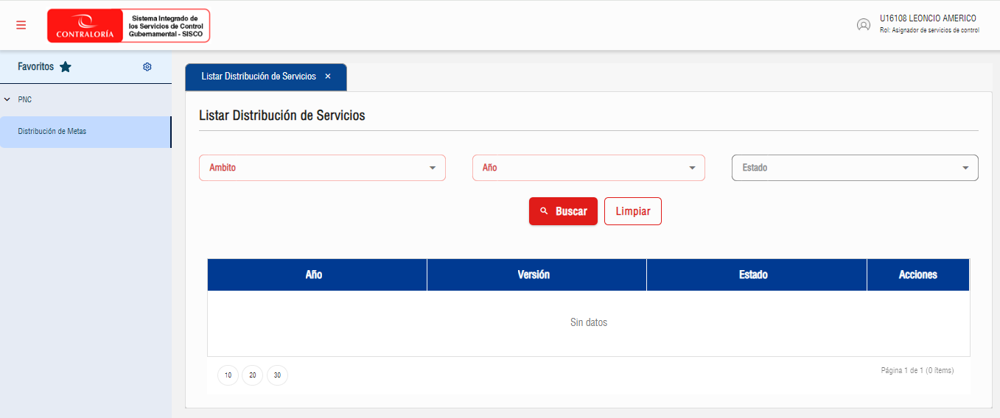 CONTRALORÍA
Sistema Integrado de
los Servicios de Control
Gubernamental - SISCO
U16108 LEONCIO AMERICO
Rol: Asignador de servicios de control
Favoritos
PNC
Distribución de Metas
Listar Distribución de Servicios ×
Listar Distribución de Servicios
Ambito
Año
Estado
Buscar
Limpiar
Año Versión Estado Acciones
Sin datos
10 20 30
Página 1 de 1 (0 ítems)